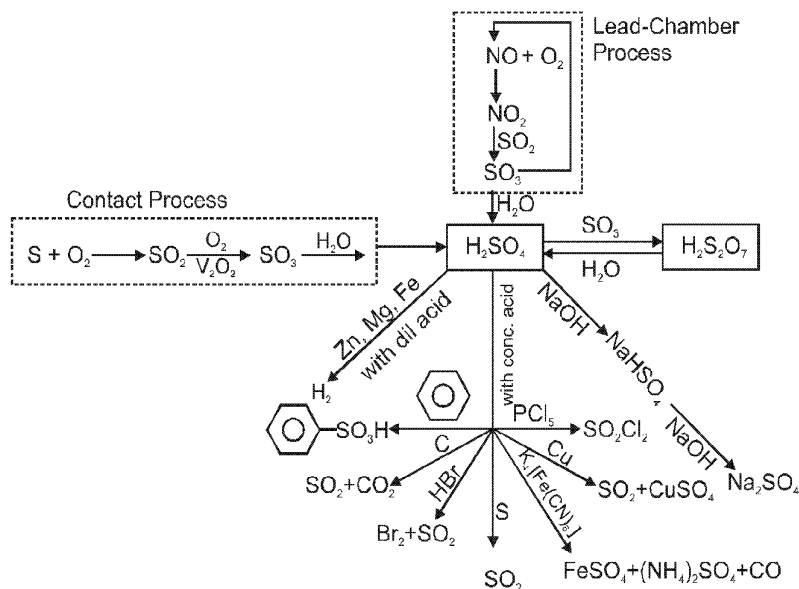 Lead-Chamber
Process
NO + O₂
NO₂
SO₂
SO₃
H₂O
Contact Process
S + O₂
SO₂
O₂
V₂O₂
SO₃
H₂O
H₂SO₄
SO₃
H₂O
H₂S₂O₇
Zn, Mg, Fe
with dil acid
H₂
with conc. acid
NaOH
NaHSO₄
NaOH
Na₂SO₄
SO₃H
PCl₅
SO₂Cl₂
C
SO₂+CO₂
HBr
Br₂+SO₂
S
SO₂
Cu
SO₂+CuSO₄
K₄[Fe(CN)₆]
FeSO₄+(NH₄)₂SO₄+CO